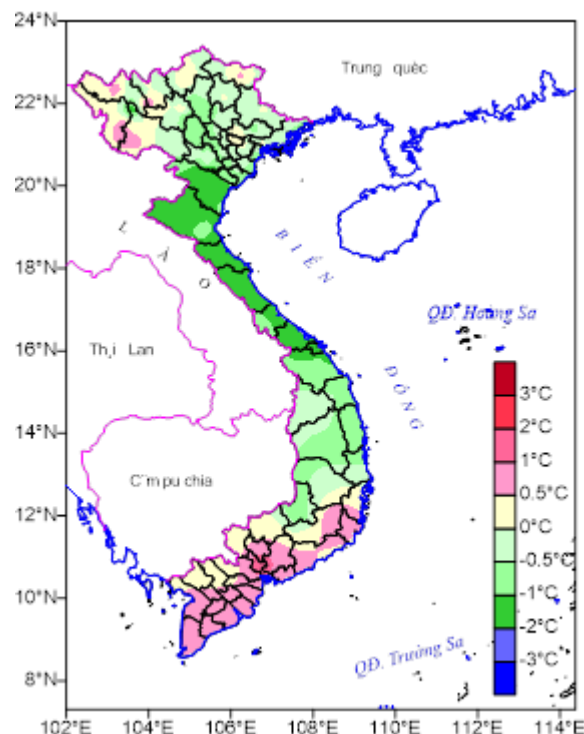 24°N
Trung quèc
22°N
20°N
BIỂN
LÀO
18°N
QĐ. Hoàng Sa
16°N
Th¸i Lan
ĐÔNG
3°C
2°C
14°N
1°C
C¨m pu chia
0.5°C
12°N
0°C
-0.5°C
10°N
-1°C
-2°C
QĐ. Trường Sa
-3°C
8°N
102°E 104°E 106°E 108°E 110°E 112°E 114°E